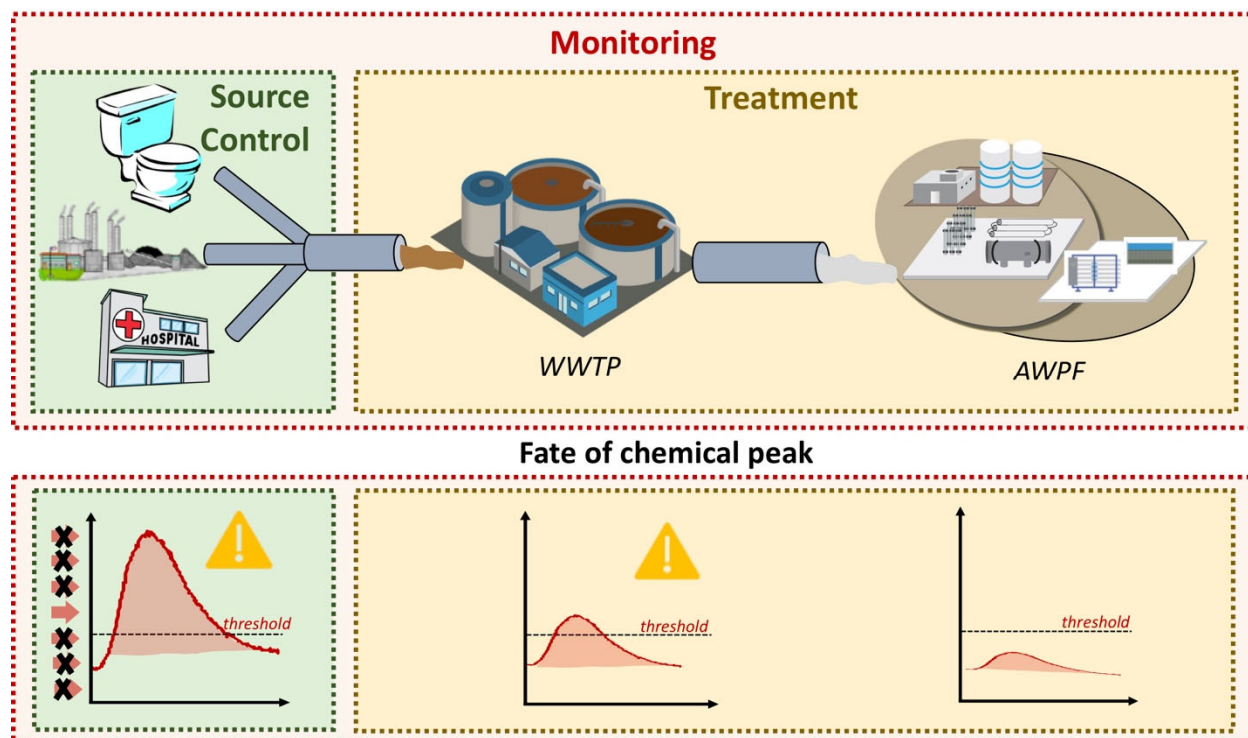 Monitoring
Source
Control
Treatment
HOSPITAL
WWTP
AWPF
Fate of chemical peak
threshold
threshold
threshold